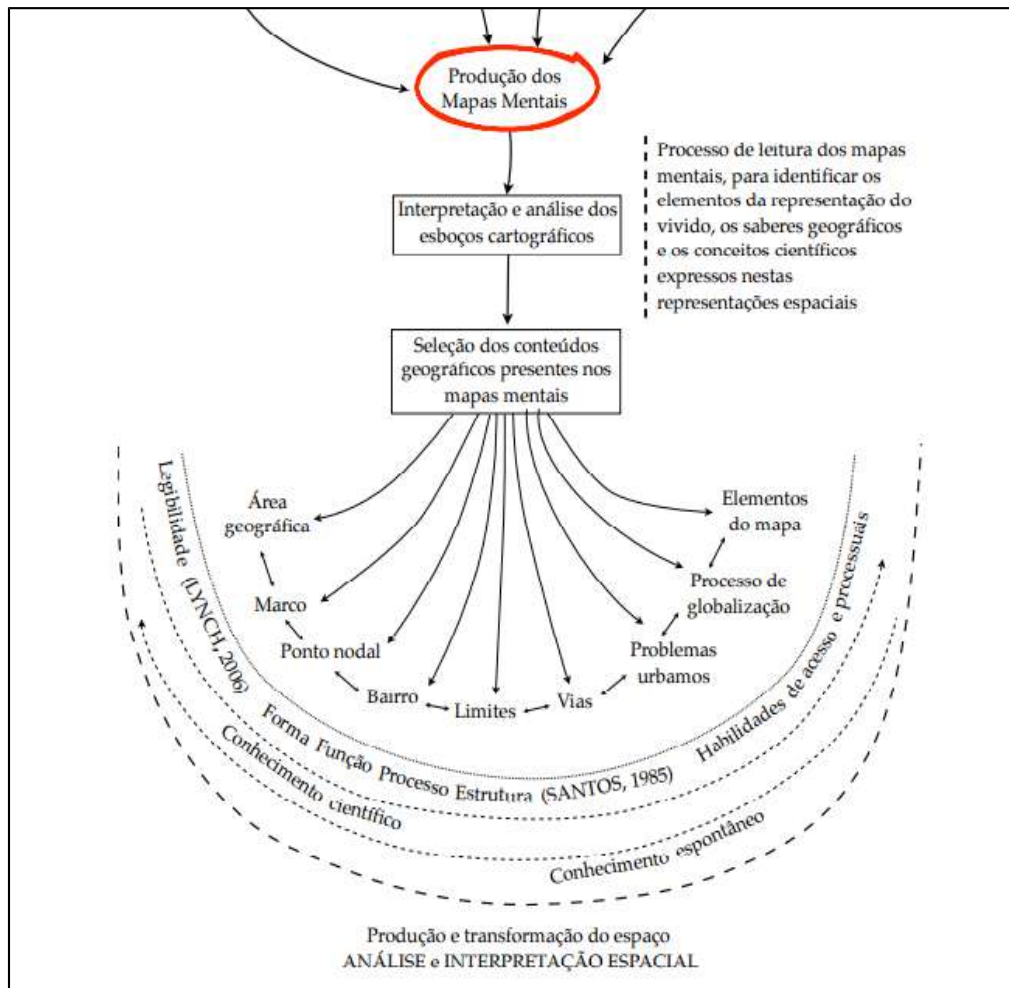 Produção dos
Mapas Mentais
Processo de leitura dos mapas
mentais, para identificar os
elementos da representação do
vivido, os saberes geográficos
e os conceitos científicos
expressos nestas
representações espaciais
Interpretação e análise dos
esboços cartográficos
Seleção dos conteúdos
geográficos presentes nos
mapas mentais
Área
geográfica
Marco
Ponto nodal
Bairro
Limites
Vias
Problemas
urbamos
Processo de
globalização
Elementos
do mapa
Legibilidade (LYNCH, 2006)
Forma Função Processo Estrutura (SANTOS, 1985)
Habilidades de acesso e processuais
Conhecimento científico
Conhecimento espontâneo
Produção e transformação do espaço
ANÁLISE e INTERPRETAÇÃO ESPACIAL